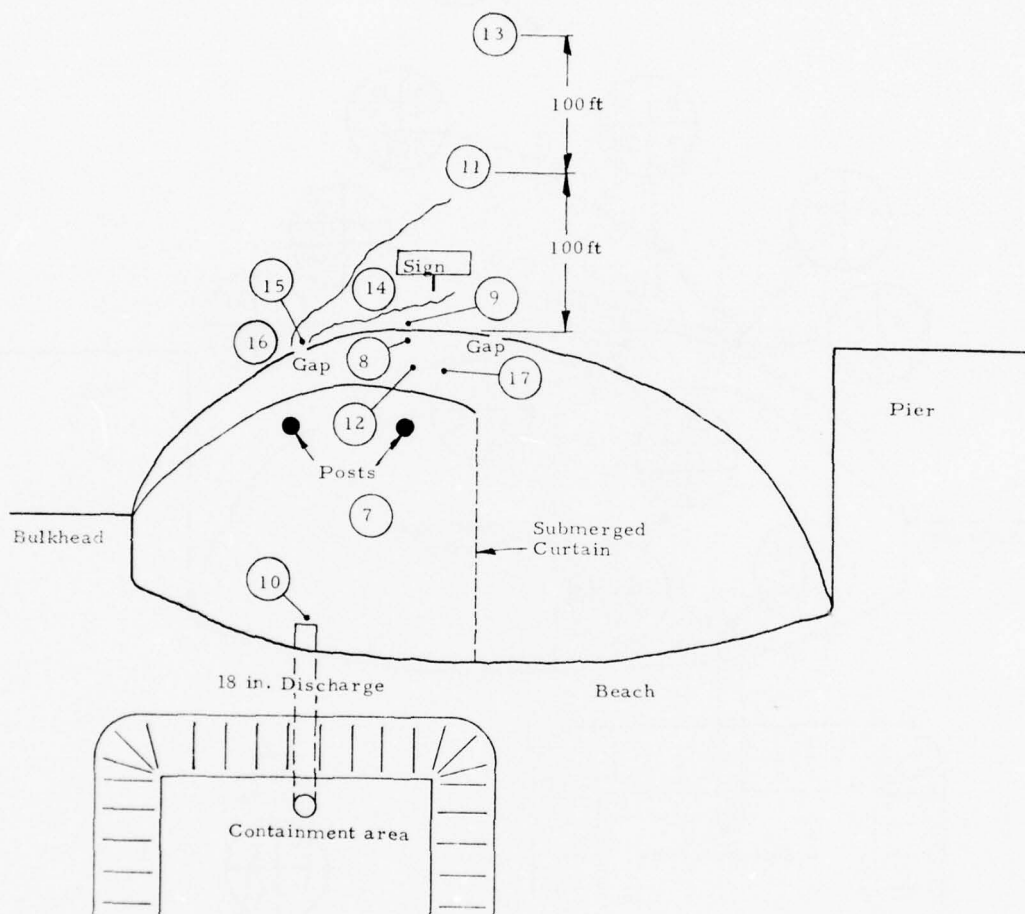 13
100 ft
11
100 ft
Sign
15
14
9
16
Gap
8
Gap
17
12
Pier
Posts
7
Bulkhead
Submerged
Curtain
10
18 in. Discharge
Beach
Containment area